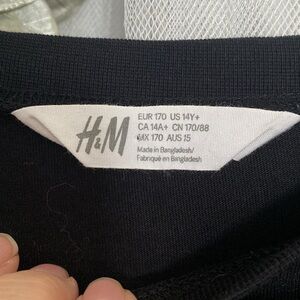 H&M
EUR 170 US 14Y+
CA 14A+ CN 170/88
MX 170 AUS 15
Made in Bangladesh/
Fabriqué en Bangladesh